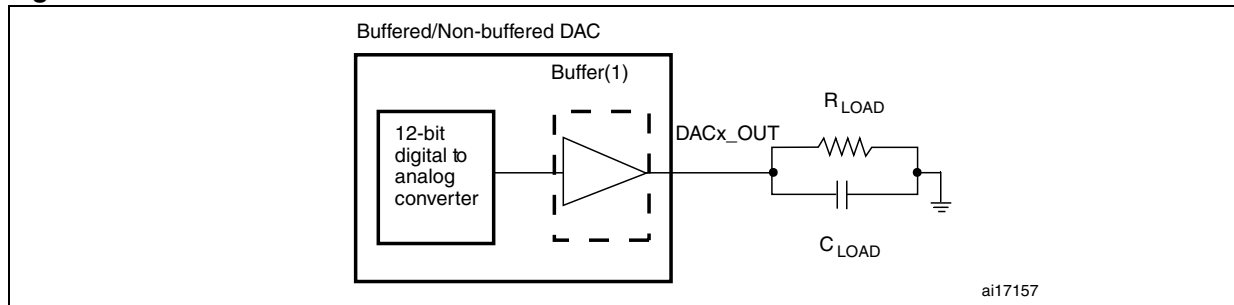 Buffered/Non-buffered DAC
Buffer(1)
12-bit
digital to
analog
converter
DACx_OUT
R LOAD
C LOAD
ai17157